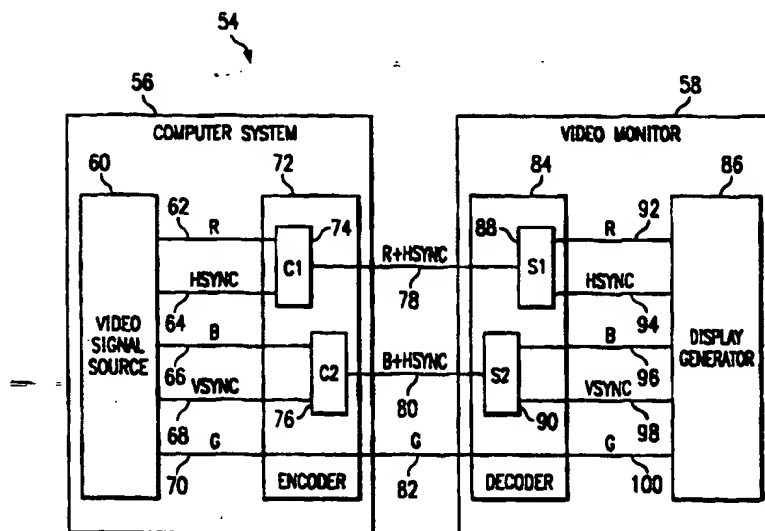 54
56
58
COMPUTER SYSTEM
VIDEO MONITOR
60
72
84
86
62
R
74
88
R
92
C1
R+HSYNC
S1
HSYNC
78
HSYNC
64
94
VIDEO
SIGNAL
SOURCE
B
B+HSYNC
B
DISPLAY
GENERATOR
66
C2
80
S2
96
VSYNC
VSYNC
68
76
90
98
G
G
G
70
ENCODER
82
DECODER
100